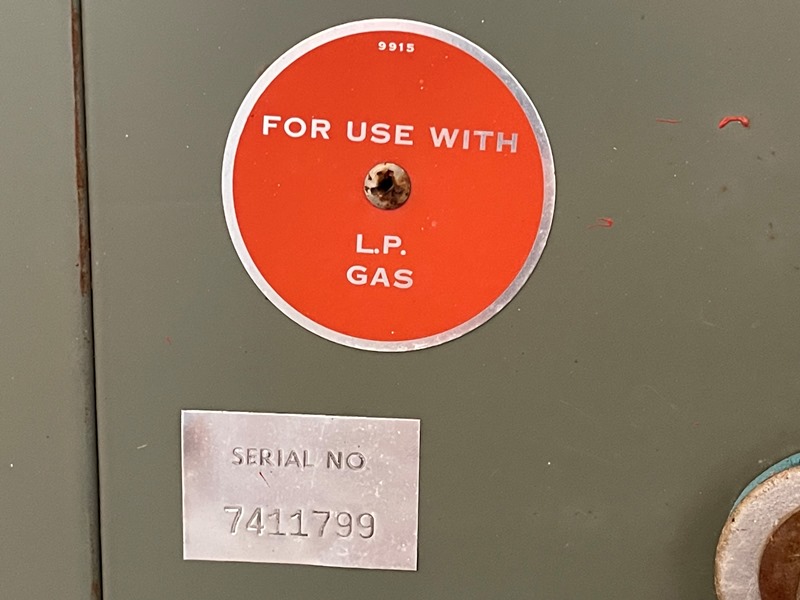 9915
FOR USE WITH
L.P.
GAS
SERIAL NO
7411799